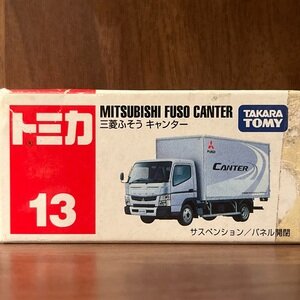 トミカ
13
MITSUBISHI FUSO CANTER
三菱ふそう キャンター
TAKARA
TOMY
FUSO
CANTER
サスペンション/パネル開閉